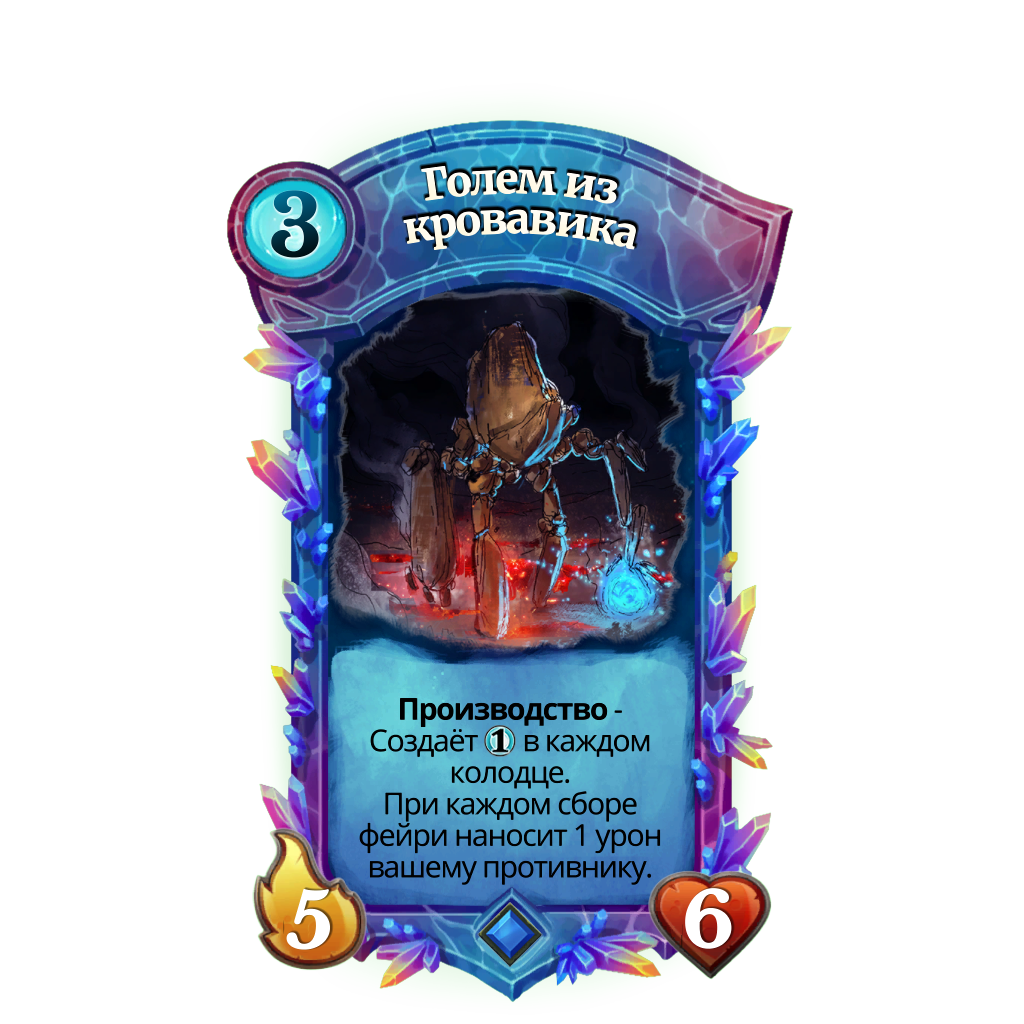 3
Голем из
кровавика
Производство -
Создаёт 1 в каждом
колодце.
При каждом сборе
фейри наносит 1 урон
вашему противнику.
5
6